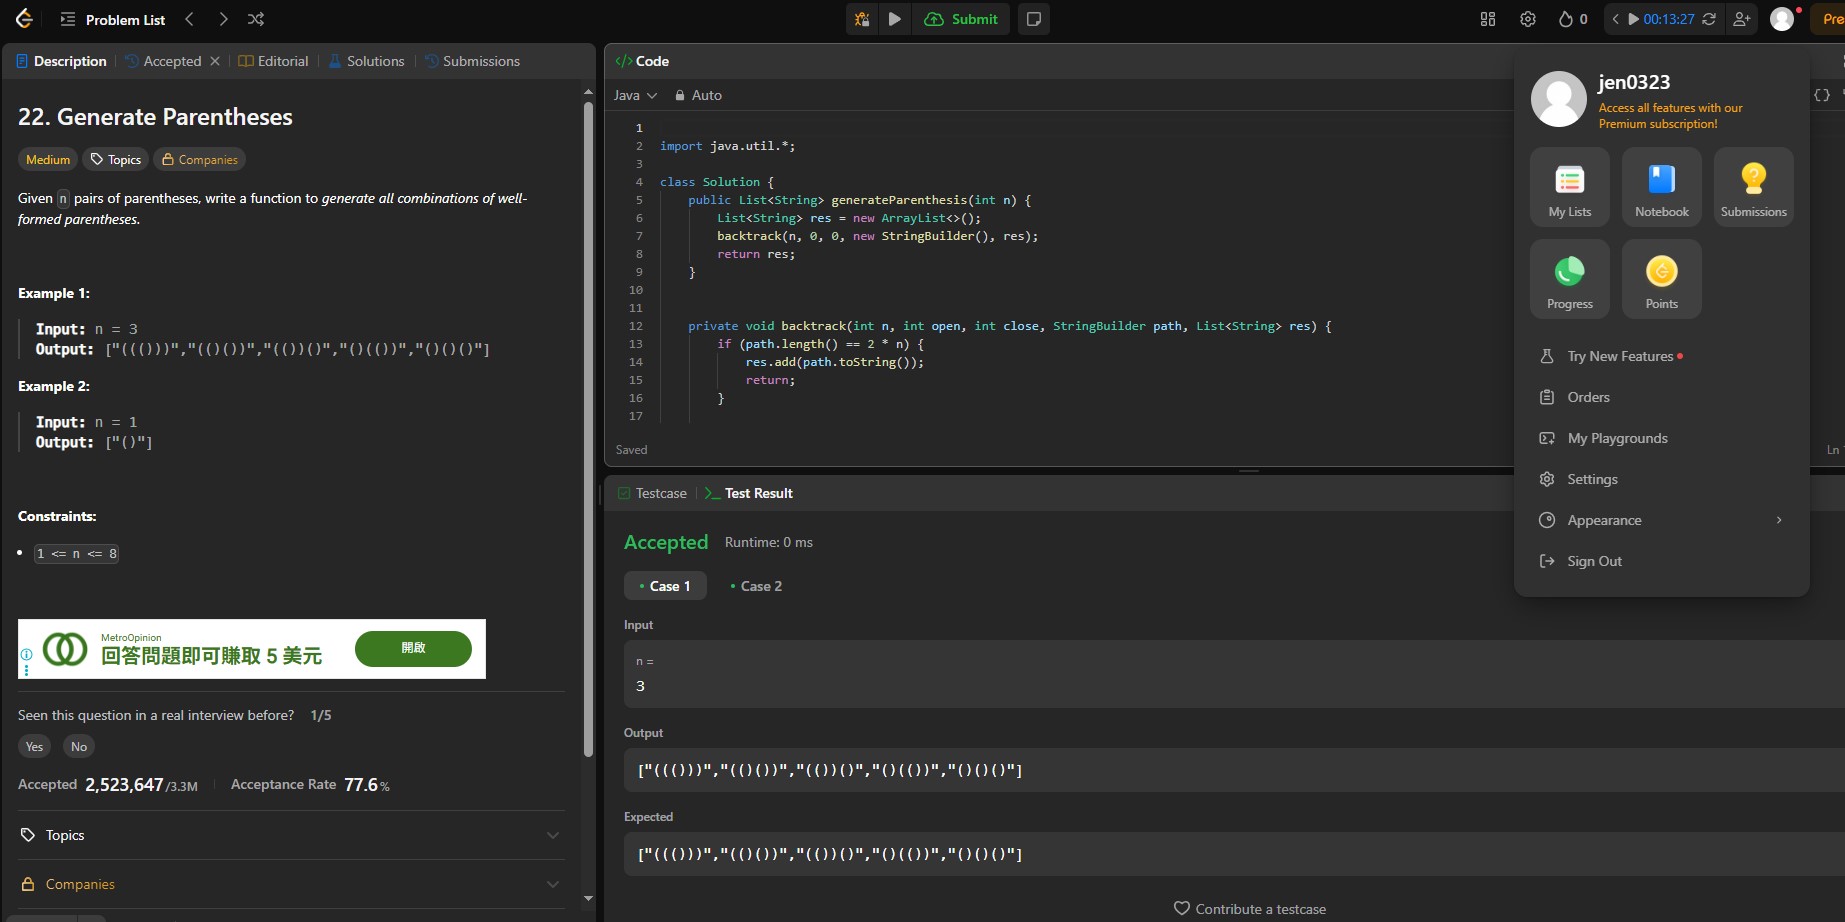 Problem List
Submit
0
00:13:27
Pre
Description
Accepted
Editorial
Solutions
Submissions
22. Generate Parentheses
Medium
Topics
Companies
Given n pairs of parentheses, write a function to generate all combinations of well-
formed parentheses.
Example 1:
Input: n = 3
Output: ["((()))","(()())","(())()","()(())","()()()"]
Example 2:
Input: n = 1
Output: ["()"]
Constraints:
1 <= n <= 8
MetroOpinion
回答問題即可賺取 5 美元
開啟
Seen this question in a real interview before? 1/5
Yes
No
Accepted 2,523,647/3.3M
Acceptance Rate 77.6%
Topics
Companies
</> Code
Java
Auto
1
2 import java.util.*;
3
4 class Solution {
5 public List<String> generateParenthesis(int n) {
6 List<String> res = new ArrayList<>();
7 backtrack(n, 0, 0, new StringBuilder(), res);
8 return res;
9 }
10
11
12 private void backtrack(int n, int open, int close, StringBuilder path, List<String> res) {
13 if (path.length() == 2 * n) {
14 res.add(path.toString());
15 return;
16 }
17
Saved
Ln
Testcase
>_ Test Result
Accepted
Runtime: 0 ms
Case 1
Case 2
Input
n =
3
Output
["((()))","(()())","(())()","()(())","()()()"]
Expected
["((()))","(()())","(())()","()(())","()()()"]
Contribute a testcase
jen0323
Access all features with our
Premium subscription!
My Lists
Notebook
Submissions
Progress
Points
Try New Features
Orders
My Playgrounds
Settings
Appearance
Sign Out
{}